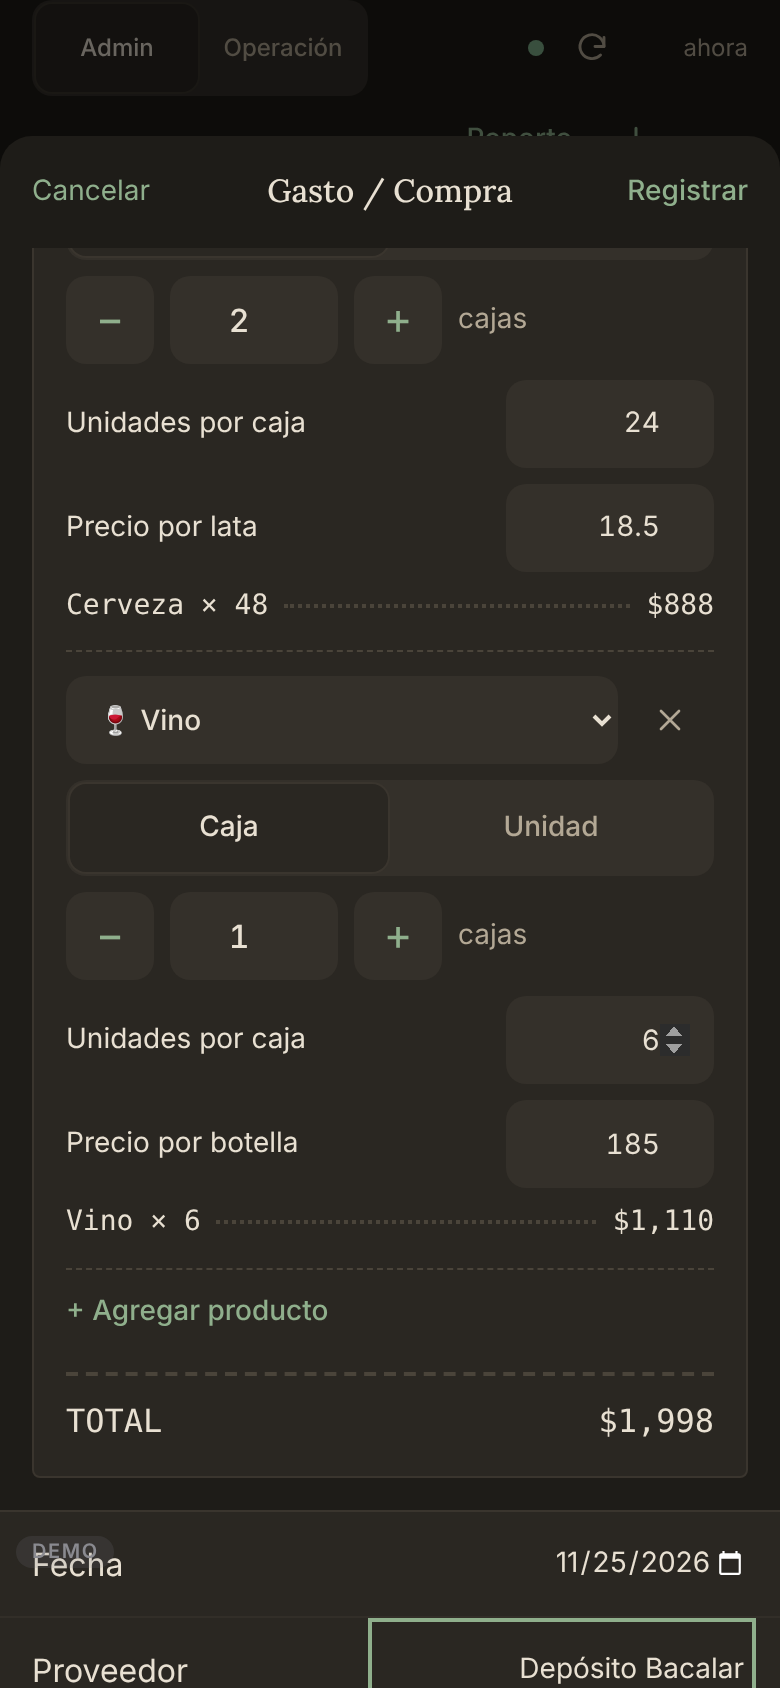 Admin Operación ahora
Reporte
Cancelar Gasto / Compra Registrar
− 2 + cajas
Unidades por caja 24
Precio por lata 18.5
Cerveza × 48 $888
Vino
Caja Unidad
− 1 + cajas
Unidades por caja 6
Precio por botella 185
Vino × 6 $1,110
+ Agregar producto
TOTAL $1,998
DEMO
Fecha 11/25/2026
Proveedor Depósito Bacalar